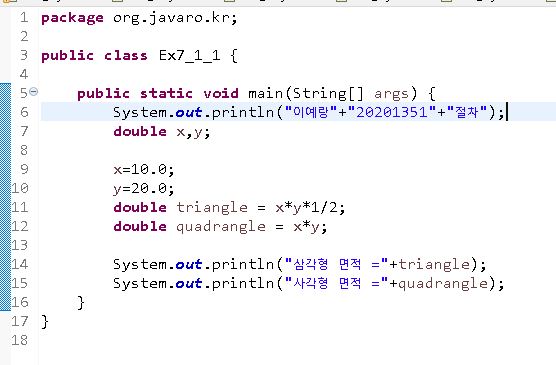 1 package org.javaro.kr;
2
3 public class Ex7_1_1 {
4
5 public static void main(String[] args) {
6 System.out.println("이예랑"+"20201351"+"절차");
7 double x,y;
8
9 x=10.0;
10 y=20.0;
11 double triangle = x*y*1/2;
12 double quadrangle = x*y;
13
14 System.out.println("삼각형 면적 ="+triangle);
15 System.out.println("사각형 면적 ="+quadrangle);
16 }
17 }
18